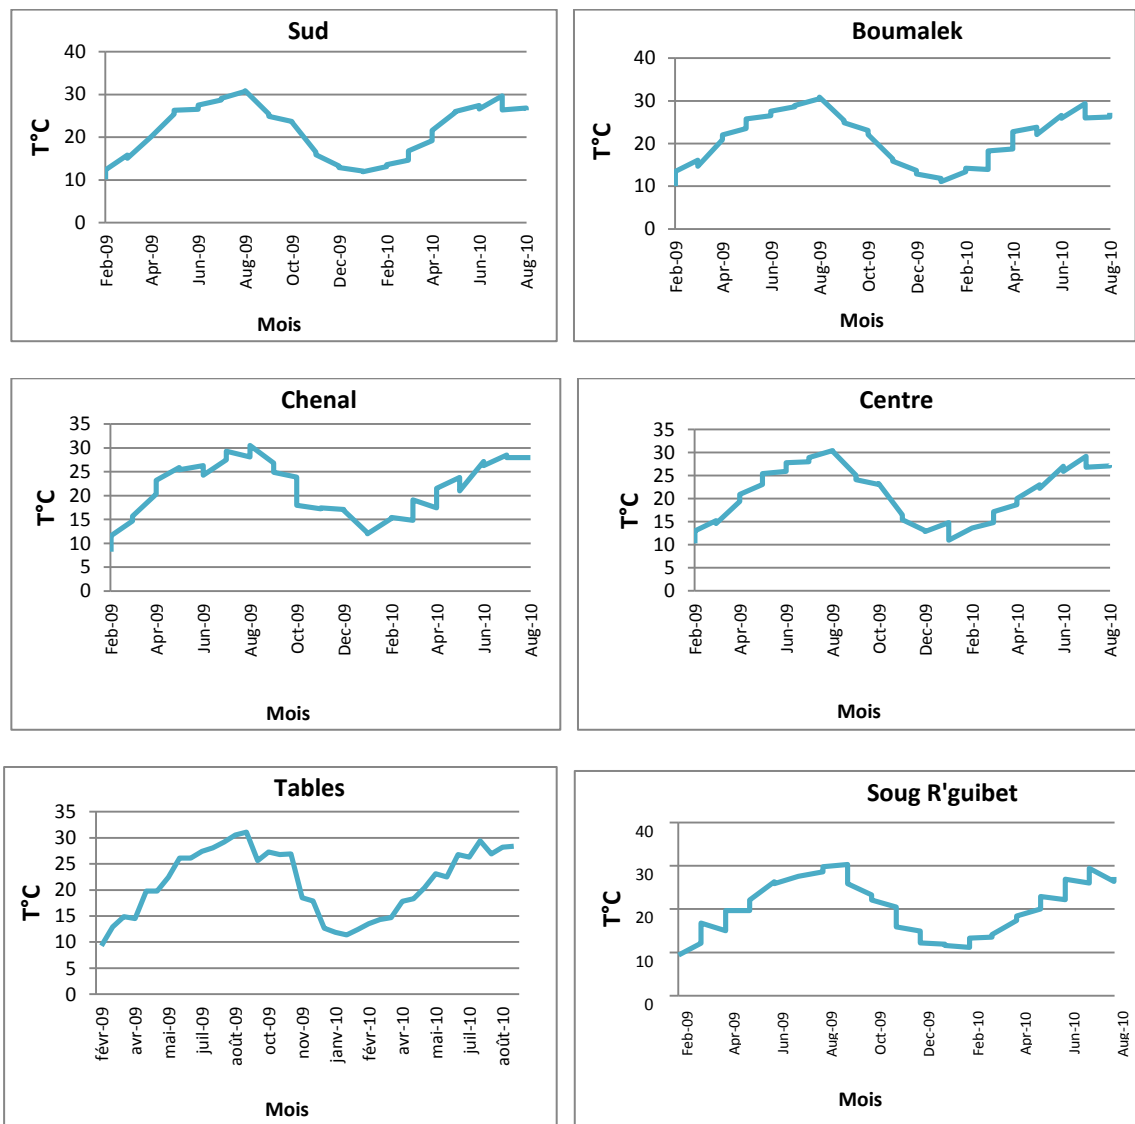 Sud
T°C
40
30
20
10
0
Feb-09
Apr-09
Jun-09
Aug-09
Oct-09
Dec-09
Feb-10
Apr-10
Jun-10
Aug-10
Mois
Boumalek
T°C
40
30
20
10
0
Feb-09
Apr-09
Jun-09
Aug-09
Oct-09
Dec-09
Feb-10
Apr-10
Jun-10
Aug-10
Mois
Chenal
T°C
35
30
25
20
15
10
5
0
Feb-09
Apr-09
Jun-09
Aug-09
Oct-09
Dec-09
Feb-10
Apr-10
Jun-10
Aug-10
Mois
Centre
T°C
35
30
25
20
15
10
5
0
Feb-09
Apr-09
Jun-09
Aug-09
Oct-09
Dec-09
Feb-10
Apr-10
Jun-10
Aug-10
Mois
Tables
T°C
35
30
25
20
15
10
5
0
févr-09
avr-09
mai-09
juil-09
août-09
oct-09
nov-09
janv-10
févr-10
avr-10
mai-10
juil-10
août-10
Mois
Soug R'guibet
T°C
40
30
20
10
0
Feb-09
Apr-09
Jun-09
Aug-09
Oct-09
Dec-09
Feb-10
Apr-10
Jun-10
Aug-10
Mois